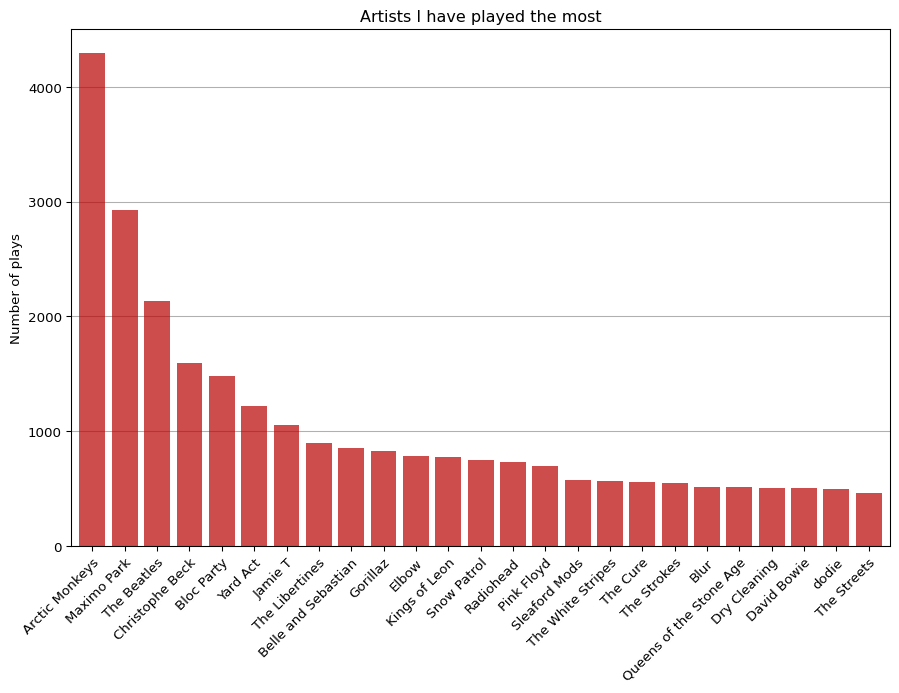 Artists I have played the most
Number of plays
4000
3000
2000
1000
0
Arctic Monkeys
Maximo Park
The Beatles
Christophe Beck
Bloc Party
Yard Act
Jamie T
The Libertines
Belle and Sebastian
Gorillaz
Elbow
Kings of Leon
Snow Patrol
Radiohead
Pink Floyd
Sleaford Mods
The White Stripes
The Cure
The Strokes
Blur
Queens of the Stone Age
Dry Cleaning
David Bowie
dodie
The Streets